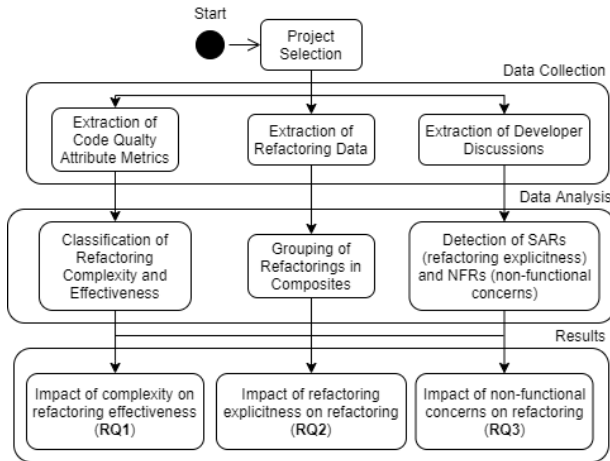 Start
Project
Selection
Data Collection
Extraction of
Code Qualty
Attribute Metrics
Extraction of
Refactoring Data
Extraction of Developer
Discussions
Data Analysis
Classification of
Refactoring
Complexity and
Effectiveness
Grouping of
Refactorings in
Composites
Detection of SARs
(refactoring explicitness)
and NFRs (non-functional
concerns)
Results
Impact of complexity on
refactoring effectiveness
(RQ1)
Impact of refactoring
explicitness on refactoring
(RQ2)
Impact of non-functional
concerns on refactoring
(RQ3)